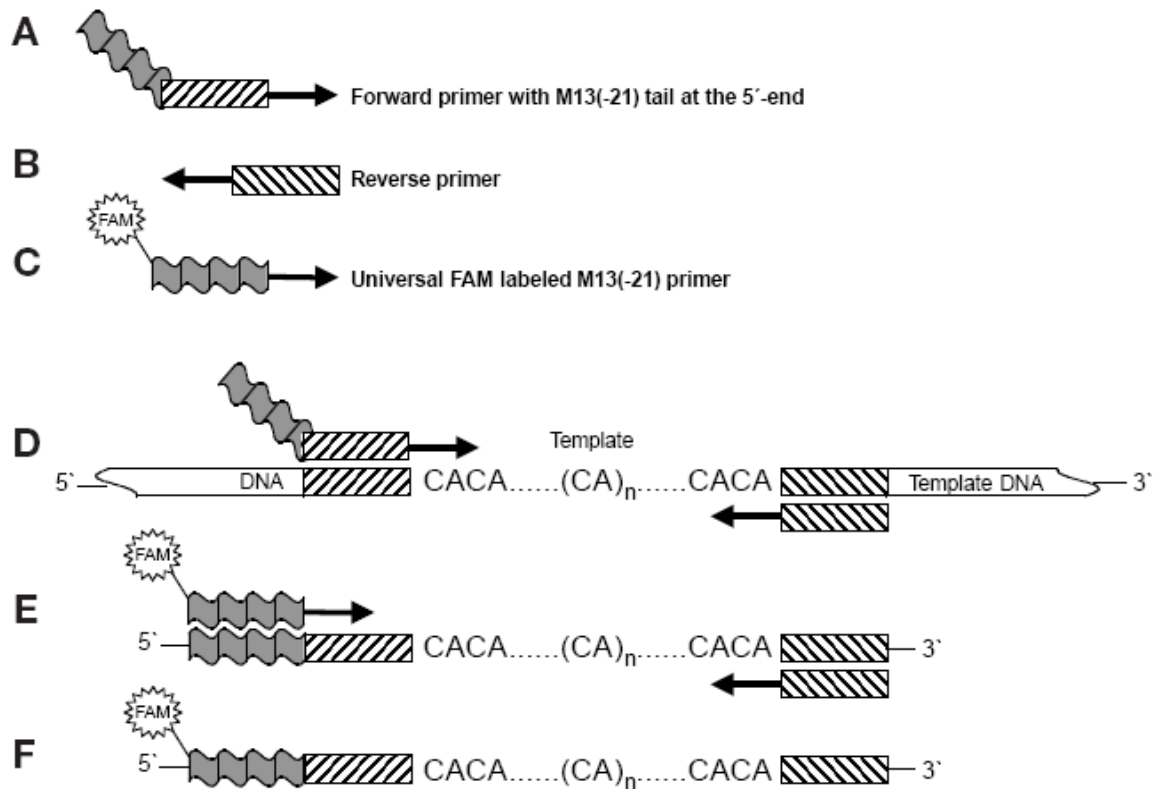 A
Forward primer with M13(-21) tail at the 5´-end
B
Reverse primer
FAM
C
Universal FAM labeled M13(-21) primer
D
Template
5` DNA CACA......(CA)n......CACA Template DNA 3`
FAM
E
5` CACA......(CA)n......CACA 3`
FAM
F
5` CACA......(CA)n......CACA 3`